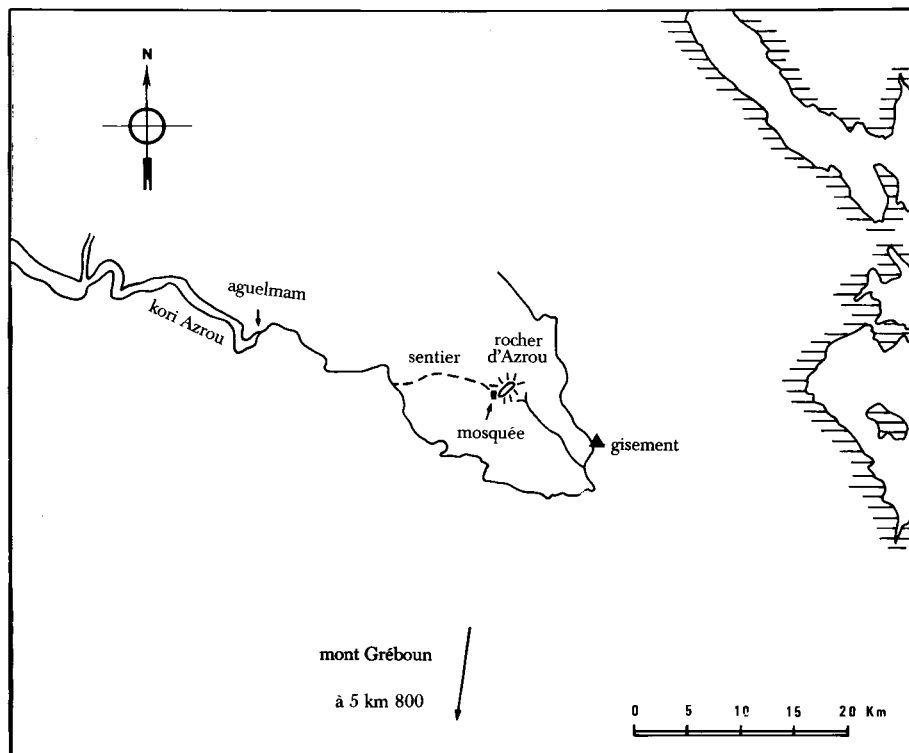 N
aguelmam
kori Azrou
sentier
rocher
d'Azrou
mosquée
gisement
mont Gréboun
à 5 km 800
0 5 10 15 20 Km